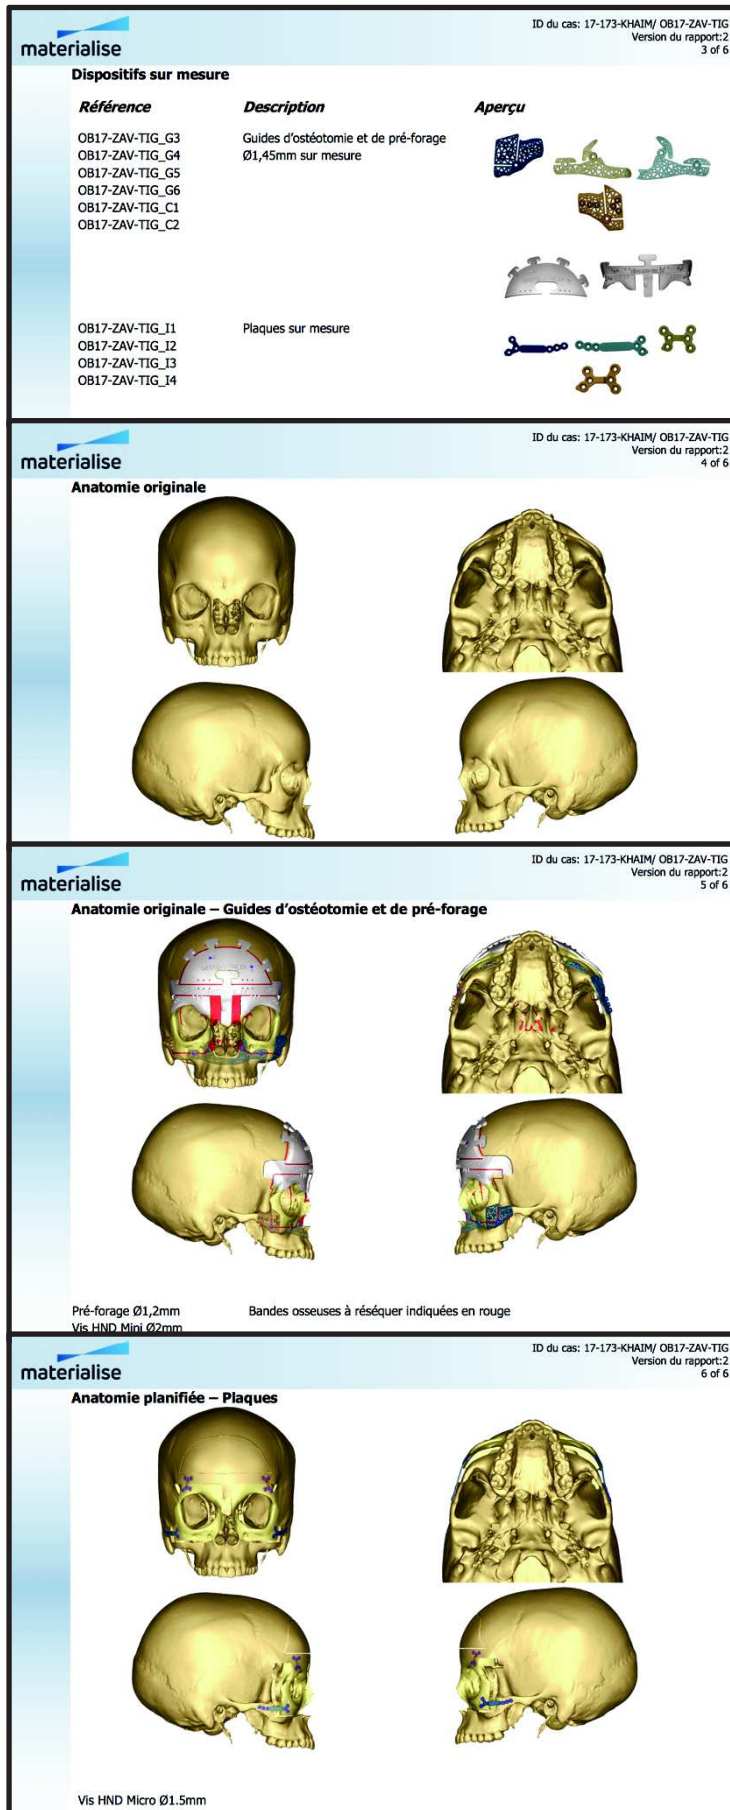 materialise
ID du cas: 17-173-KHAIM/ OB17-ZAV-TIG
Version du rapport:2
3 of 6
Dispositifs sur mesure
Référence Description Aperçu
OB17-ZAV-TIG_G3 Guides d'ostéotomie et de pré-forage
OB17-ZAV-TIG_G4 Ø1,45mm sur mesure
OB17-ZAV-TIG_G5
OB17-ZAV-TIG_G6
OB17-ZAV-TIG_C1
OB17-ZAV-TIG_C2
OB17-ZAV-TIG_I1 Plaques sur mesure
OB17-ZAV-TIG_I2
OB17-ZAV-TIG_I3
OB17-ZAV-TIG_I4
materialise
ID du cas: 17-173-KHAIM/ OB17-ZAV-TIG
Version du rapport:2
4 of 6
Anatomie originale
materialise
ID du cas: 17-173-KHAIM/ OB17-ZAV-TIG
Version du rapport:2
5 of 6
Anatomie originale – Guides d'ostéotomie et de pré-forage
Pré-forage Ø1,2mm Bandes osseuses à réséquer indiquées en rouge
Vis HND Mini Ø2mm
materialise
ID du cas: 17-173-KHAIM/ OB17-ZAV-TIG
Version du rapport:2
6 of 6
Anatomie planifiée – Plaques
Vis HND Micro Ø1.5mm